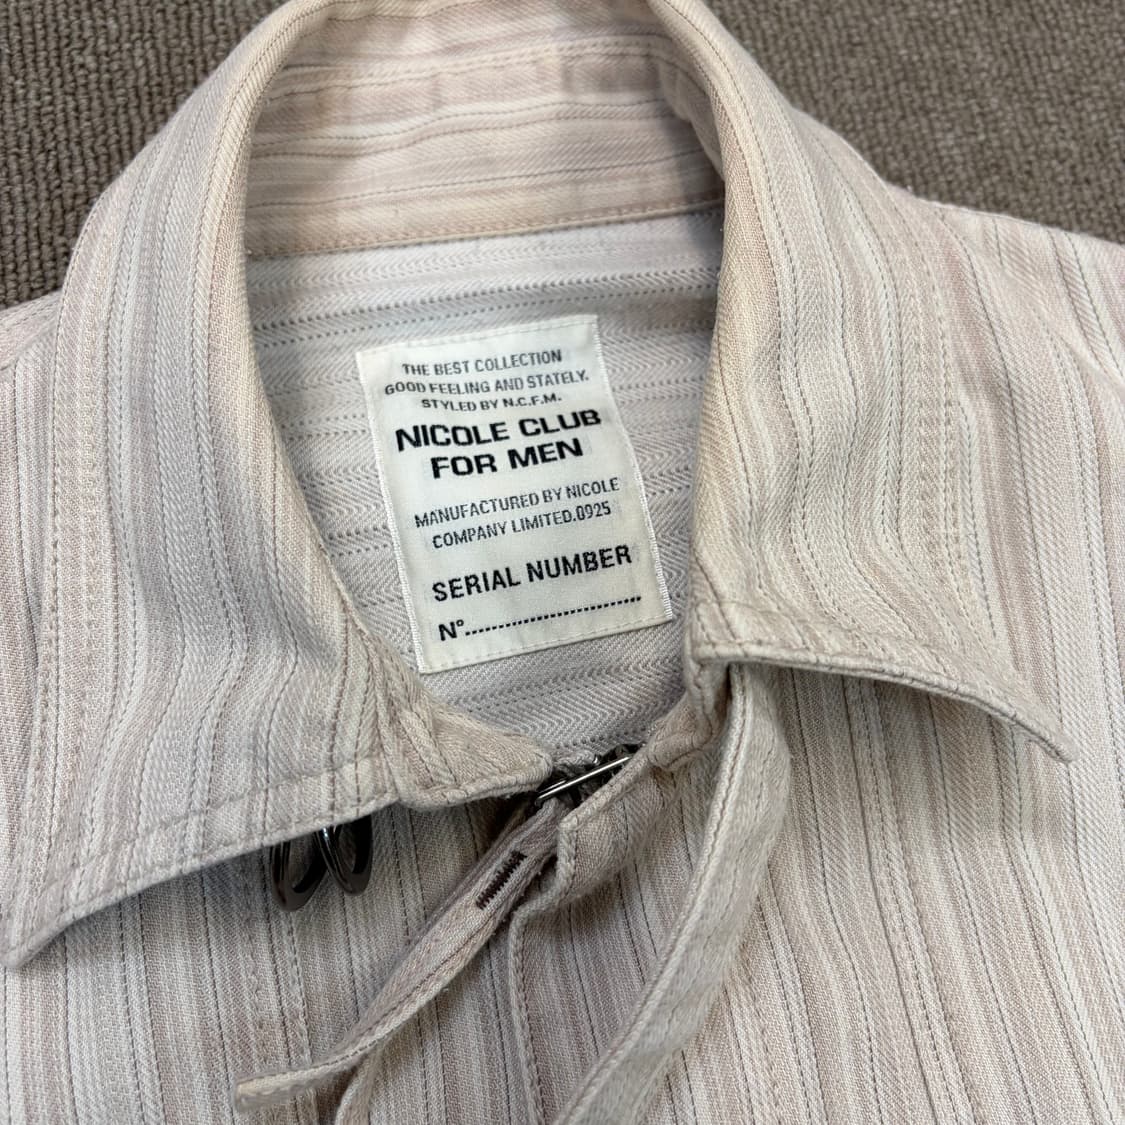 THE BEST COLLECTION
GOOD FEELING AND STATELY.
STYLED BY N.C.F.M.
NICOLE CLUB
FOR MEN
MANUFACTURED BY NICOLE
COMPANY LIMITED.0925
SERIAL NUMBER
N°........................